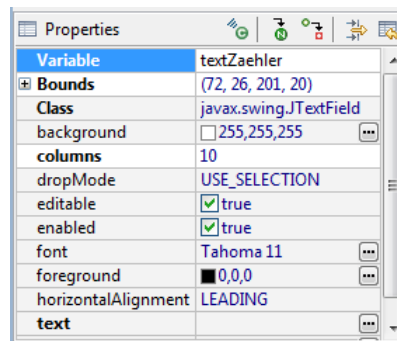 Properties
Variable textZaehler
Bounds (72, 26, 201, 20)
Class javax.swing.JTextField
background 255,255,255
columns 10
dropMode USE_SELECTION
editable true
enabled true
font Tahoma 11
foreground 0,0,0
horizontalAlignment LEADING
text